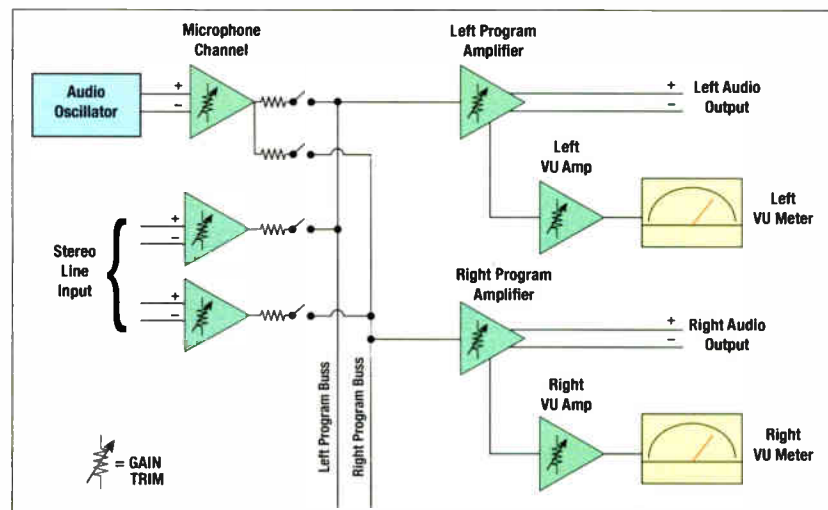 Microphone
Channel
Left Program
Amplifier
Audio
Oscillator
+
−
+
−
Left Audio
Output
Left
VU Amp
Left
VU Meter
Stereo
Line
Input
+
−
+
−
Right Program
Amplifier
+
−
Right Audio
Output
Right
VU Amp
Right
VU Meter
Left Program Buss
Right Program Buss
= GAIN
TRIM